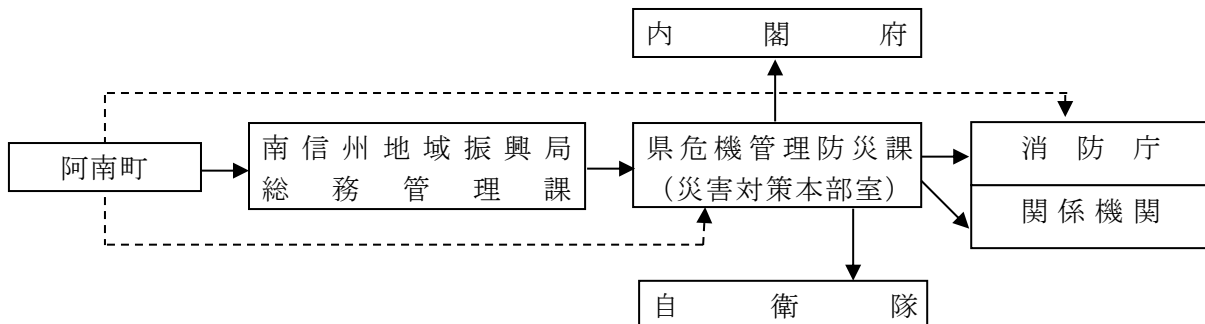 内閣府
阿南町
南信州地域振興局
総務管理課
県危機管理防災課
（災害対策本部室）
消防庁
関係機関
自衛隊